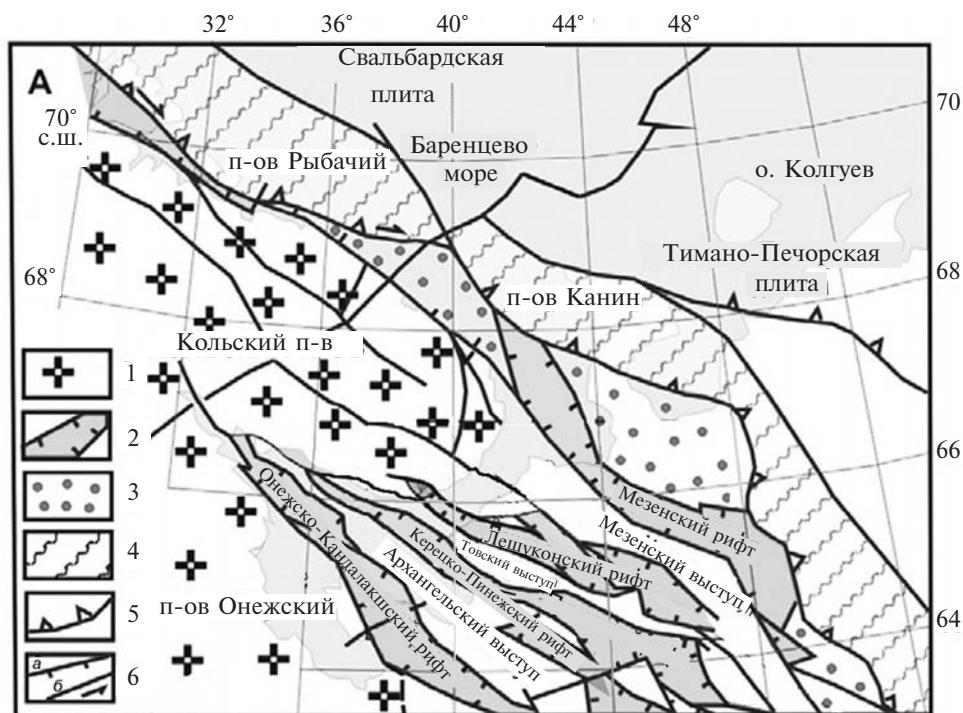 32° 36° 40° 44° 48°
А
Свальбардская
плита
70
70°
с.ш.
п-ов Рыбачий
Баренцево
море
о. Колгуев
Тимано-Печорская
плита
68°
68
п-ов Канин
Кольский п-в
1
2
66
3
4
5
6
а
б
Онежско-Кандалакшский рифт
Архангельский выступ
Керецко-Пинежский рифт
Товский выступ
Лешуконский рифт
Мезенский выступ
Мезенский рифт
п-ов Онежский
64